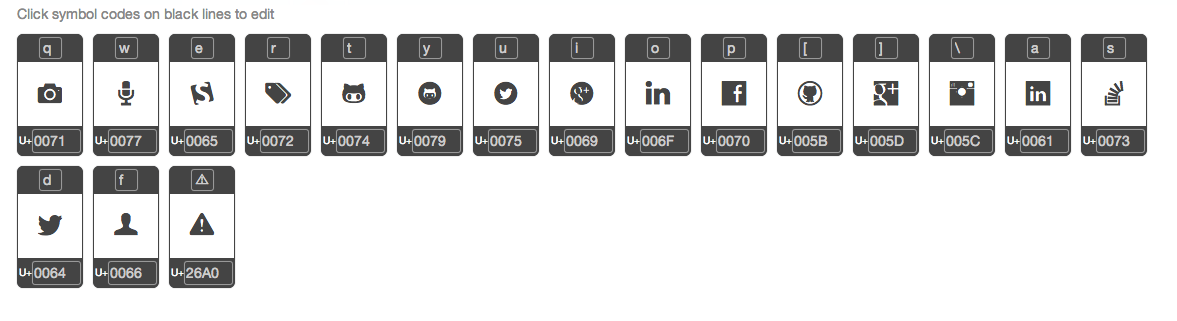 Click symbol codes on black lines to edit
q w e r t y u i o p [ ] \ a s
U+0071 U+0077 U+0065 U+0072 U+0074 U+0079 U+0075 U+0069 U+006F U+0070 U+005B U+005D U+005C U+0061 U+0073
d f ⚠
U+0064 U+0066 U+26A0